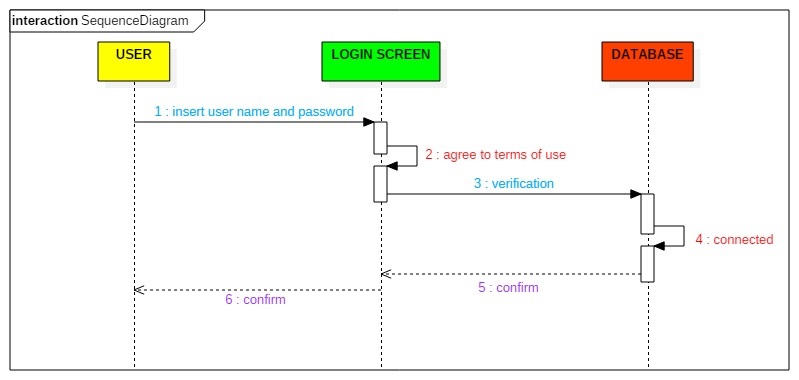 interaction SequenceDiagram
USER
LOGIN SCREEN
DATABASE
1 : insert user name and password
2 : agree to terms of use
3 : verification
4 : connected
5 : confirm
6 : confirm